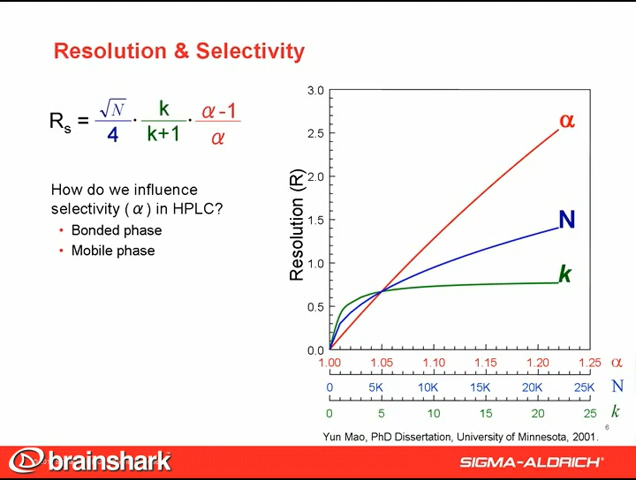 Resolution & Selectivity
Rs = √N/4 · k/k+1 · α-1/α
How do we influence
selectivity (α) in HPLC?
• Bonded phase
• Mobile phase
Resolution (R)
3.0
2.5
2.0
1.5
1.0
0.5
0.0
α
N
k
1.00 1.05 1.10 1.15 1.20 1.25 α
0 5K 10K 15K 20K 25K N
0 5 10 15 20 25 k
6
Yun Mao, PhD Dissertation, University of Minnesota, 2001.
brainshark
SIGMA-ALDRICH